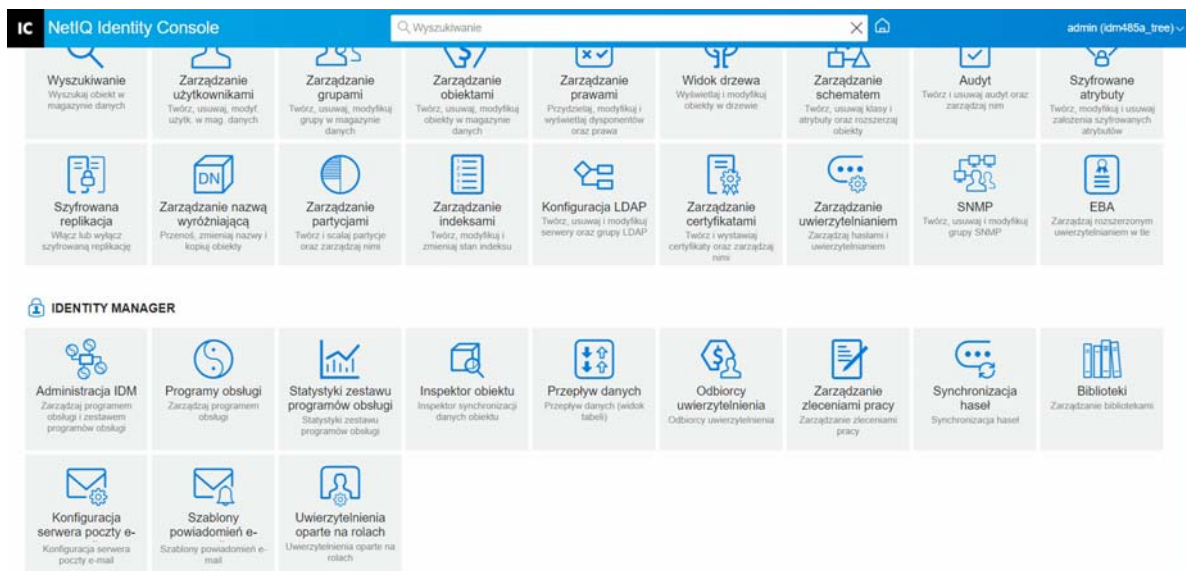 IC NetIQ Identity Console
Wyszukiwanie
admin (idm485a_tree)
Wyszukiwanie
Wyszukaj obiekt w
magazynie danych
Zarządzanie
użytkownikami
Twórz, usuwaj, modyf.
użytk. w mag. danych
Zarządzanie
grupami
Twórz, usuwaj, modyfikuj
grupy w magazynie
danych
Zarządzanie
obiektami
Twórz, usuwaj, modyfikuj
obiekty w magazynie
danych
Zarządzanie
prawami
Przydzielaj, modyfikuj i
wyświetlaj dysponentów
oraz prawa
Widok drzewa
Wyświetlaj i modyfikuj
obiekty w drzewie
Zarządzanie
schematem
Twórz, usuwaj klasy i
atrybuty oraz rozszerzaj
obiekty
Audyt
Twórz i usuwaj audyt oraz
zarządzaj nim
Szyfrowane
atrybuty
Twórz, modyfikuj i usuwaj
założenia szyfrowanych
atrybutów
Szyfrowana
replikacja
Włącz lub wyłącz
szyfrowaną replikację
DN
Zarządzanie nazwą
wyróżniającą
Przenoś, zmieniaj nazwy i
kopiuj obiekty
Zarządzanie
partycjami
Twórz i scalaj partycje
oraz zarządzaj nimi
Zarządzanie
indeksami
Twórz, modyfikuj i
zmieniaj stan indeksu
Konfiguracja LDAP
Twórz, usuwaj i modyfikuj
serwery oraz grupy LDAP
Zarządzanie
certyfikatami
Twórz i wystawiaj
certyfikaty oraz zarządzaj
nimi
Zarządzanie
uwierzytelnianiem
Zarządzaj hasłami i
uwierzytelnianiem
SNMP
Twórz, usuwaj i modyfikuj
grupy SNMP
EBA
Zarządzaj rozszerzonym
uwierzytelnianiem w tle
IDENTITY MANAGER
Administracja IDM
Zarządzaj programem
obsługi i zestawem
programów obsługi
Programy obsługi
Zarządzaj programem
obsługi
Statystyki zestawu
programów obsługi
Statystyki zestawu
programów obsługi
Inspektor obiektu
Inspektor synchronizacji
danych obiektu
Przepływ danych
Przepływ danych (widok
tabeli)
Odbiorcy
uwierzytelnienia
Odbiorcy uwierzytelnienia
Zarządzanie
zleceniami pracy
Zarządzanie zleceniami
pracy
Synchronizacja
haseł
Synchronizacja haseł
Biblioteki
Zarządzanie bibliotekami
Konfiguracja
serwera poczty e-
Konfiguracja serwera
poczty e-mail
Szablony
powiadomień e-
Szablony powiadomień e-
mail
Uwierzytelnienia
oparte na rolach
Uwierzytelnienia oparte na
rolach